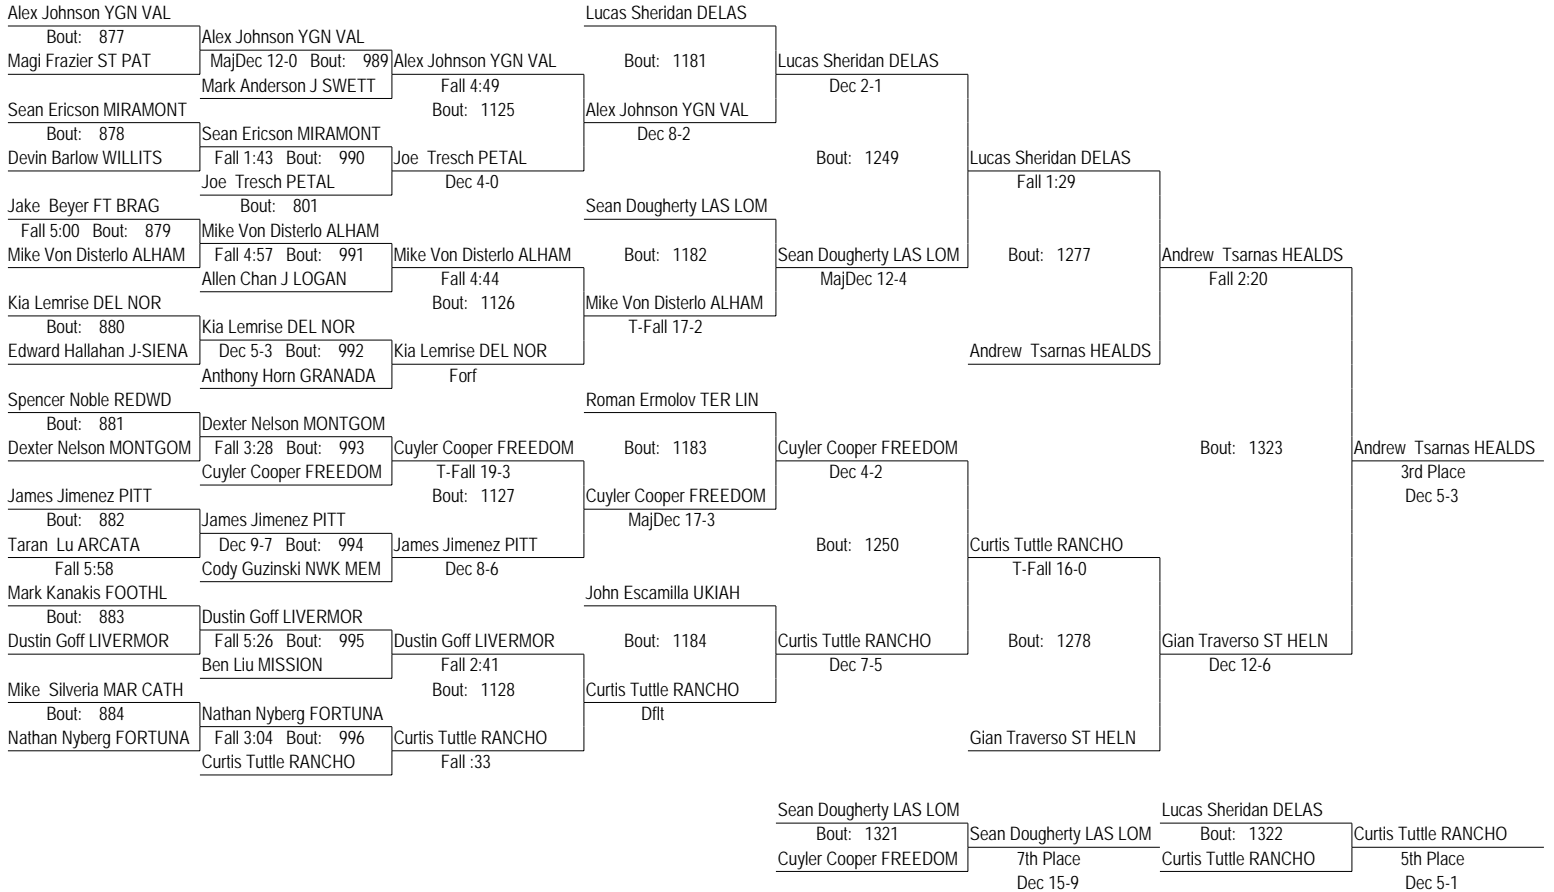 Alex Johnson YGN VAL
Bout: 877
Magi Frazier ST PAT
Sean Ericson MIRAMONT
Bout: 878
Devin Barlow WILLITS
Jake Beyer FT BRAG
Fall 5:00 Bout: 879
Mike Von Disterlo ALHAM
Kia Lemrise DEL NOR
Bout: 880
Edward Hallahan J-SIENA
Spencer Noble REDWD
Bout: 881
Dexter Nelson MONTGOM
James Jimenez PITT
Bout: 882
Taran Lu ARCATA
Fall 5:58
Mark Kanakis FOOTHL
Bout: 883
Dustin Goff LIVERMOR
Mike Silveria MAR CATH
Bout: 884
Nathan Nyberg FORTUNA
Alex Johnson YGN VAL
MajDec 12-0 Bout: 989
Mark Anderson J SWETT
Sean Ericson MIRAMONT
Fall 1:43 Bout: 990
Joe Tresch PETAL
Bout: 801
Mike Von Disterlo ALHAM
Fall 4:57 Bout: 991
Allen Chan J LOGAN
Kia Lemrise DEL NOR
Dec 5-3 Bout: 992
Anthony Horn GRANADA
Dexter Nelson MONTGOM
Fall 3:28 Bout: 993
Cuyler Cooper FREEDOM
James Jimenez PITT
Dec 9-7 Bout: 994
Cody Guzinski NWK MEM
Dustin Goff LIVERMOR
Fall 5:26 Bout: 995
Ben Liu MISSION
Nathan Nyberg FORTUNA
Fall 3:04 Bout: 996
Curtis Tuttle RANCHO
Alex Johnson YGN VAL
Fall 4:49
Bout: 1125
Joe Tresch PETAL
Dec 4-0
Mike Von Disterlo ALHAM
Fall 4:44
Bout: 1126
Kia Lemrise DEL NOR
Forf
Cuyler Cooper FREEDOM
T-Fall 19-3
Bout: 1127
James Jimenez PITT
Dec 8-6
Dustin Goff LIVERMOR
Fall 2:41
Bout: 1128
Curtis Tuttle RANCHO
Fall :33
Lucas Sheridan DELAS
Bout: 1181
Alex Johnson YGN VAL
Dec 8-2
Sean Dougherty LAS LOM
Bout: 1182
Mike Von Disterlo ALHAM
T-Fall 17-2
Roman Ermolov TER LIN
Bout: 1183
Cuyler Cooper FREEDOM
MajDec 17-3
John Escamilla UKIAH
Bout: 1184
Curtis Tuttle RANCHO
Dflt
Lucas Sheridan DELAS
Dec 2-1
Bout: 1249
Sean Dougherty LAS LOM
MajDec 12-4
Cuyler Cooper FREEDOM
Dec 4-2
Bout: 1250
Curtis Tuttle RANCHO
Dec 7-5
Lucas Sheridan DELAS
Fall 1:29
Bout: 1277
Andrew Tsarnas HEALDS
Curtis Tuttle RANCHO
T-Fall 16-0
Bout: 1278
Gian Traverso ST HELN
Andrew Tsarnas HEALDS
Fall 2:20
Bout: 1323
Gian Traverso ST HELN
Dec 12-6
Andrew Tsarnas HEALDS
3rd Place
Dec 5-3
Sean Dougherty LAS LOM
Bout: 1321
Cuyler Cooper FREEDOM
Sean Dougherty LAS LOM
7th Place
Dec 15-9
Lucas Sheridan DELAS
Bout: 1322
Curtis Tuttle RANCHO
Curtis Tuttle RANCHO
5th Place
Dec 5-1